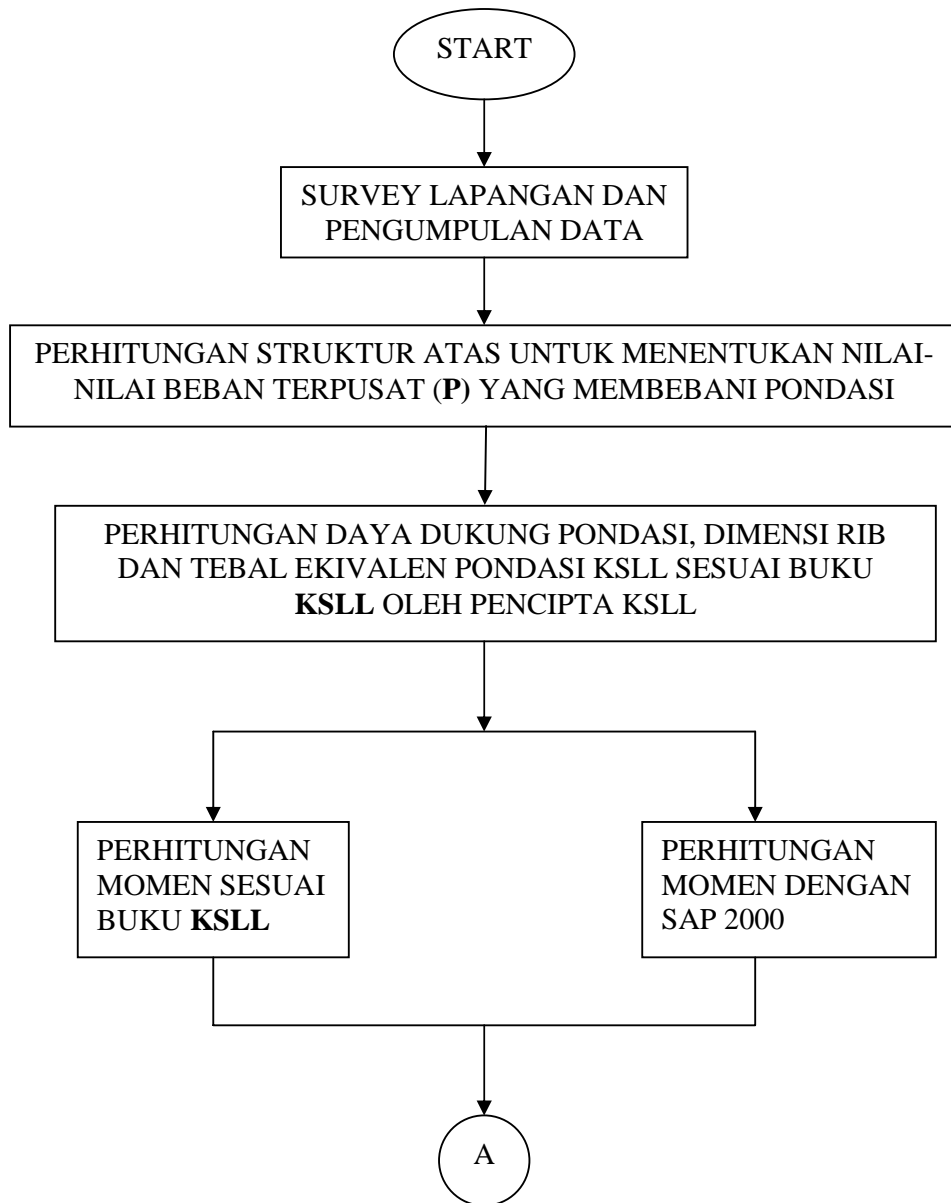 START
SURVEY LAPANGAN DAN
PENGUMPULAN DATA
PERHITUNGAN STRUKTUR ATAS UNTUK MENENTUKAN NILAI-
NILAI BEBAN TERPUSAT (P) YANG MEMBEBANI PONDASI
PERHITUNGAN DAYA DUKUNG PONDASI, DIMENSI RIB
DAN TEBAL EKIVALEN PONDASI KSLL SESUAI BUKU
KSLL OLEH PENCIPTA KSLL
PERHITUNGAN
MOMEN SESUAI
BUKU KSLL
PERHITUNGAN
MOMEN DENGAN
SAP 2000
A